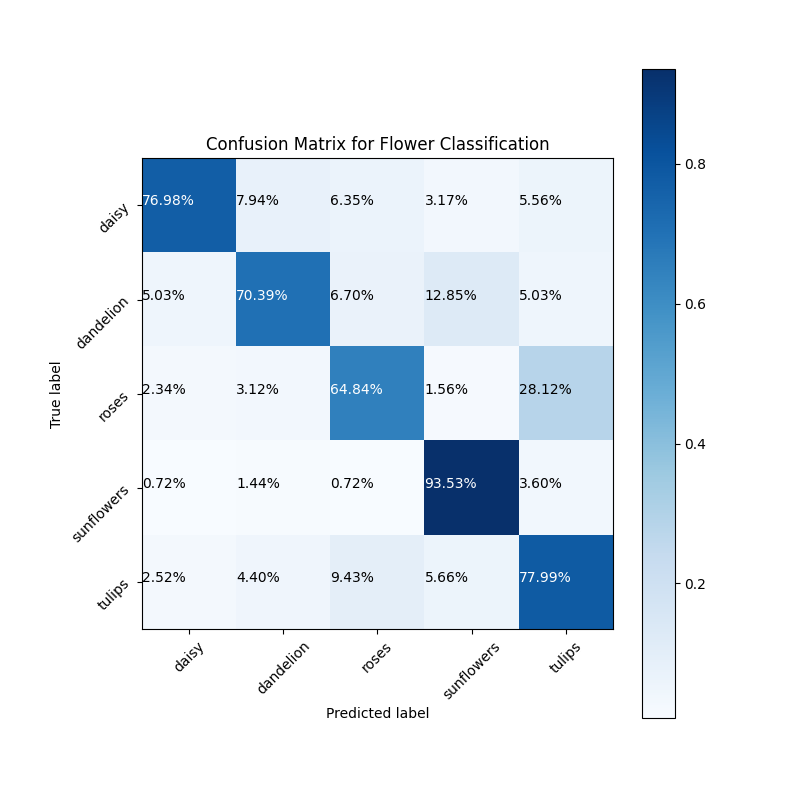 Confusion Matrix for Flower Classification
True label
daisy 76.98% 7.94% 6.35% 3.17% 5.56%
dandelion 5.03% 70.39% 6.70% 12.85% 5.03%
roses 2.34% 3.12% 64.84% 1.56% 28.12%
sunflowers 0.72% 1.44% 0.72% 93.53% 3.60%
tulips 2.52% 4.40% 9.43% 5.66% 77.99%
daisy dandelion roses sunflowers tulips
Predicted label
0.8
0.6
0.4
0.2